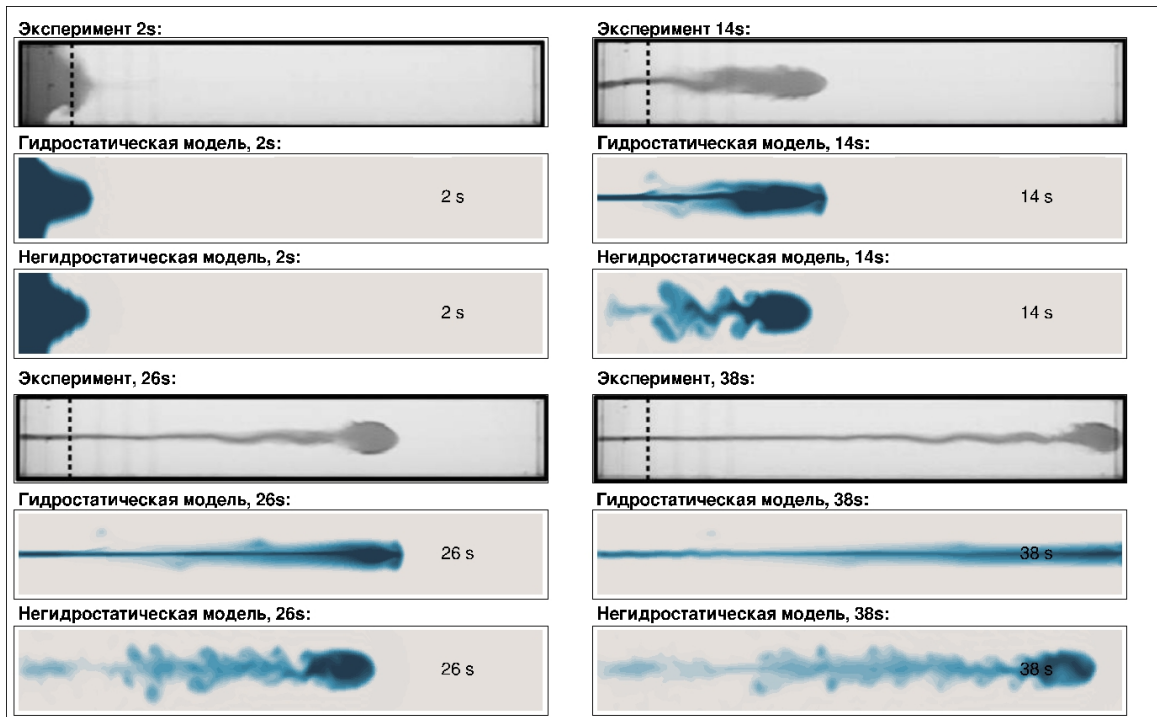 Эксперимент 2s:
Эксперимент 14s:
Гидростатическая модель, 2s:
Гидростатическая модель, 14s:
2 s
14 s
Негидростатическая модель, 2s:
Негидростатическая модель, 14s:
2 s
14 s
Эксперимент, 26s:
Эксперимент, 38s:
Гидростатическая модель, 26s:
Гидростатическая модель, 38s:
26 s
38 s
Негидростатическая модель, 26s:
Негидростатическая модель, 38s:
26 s
38 s